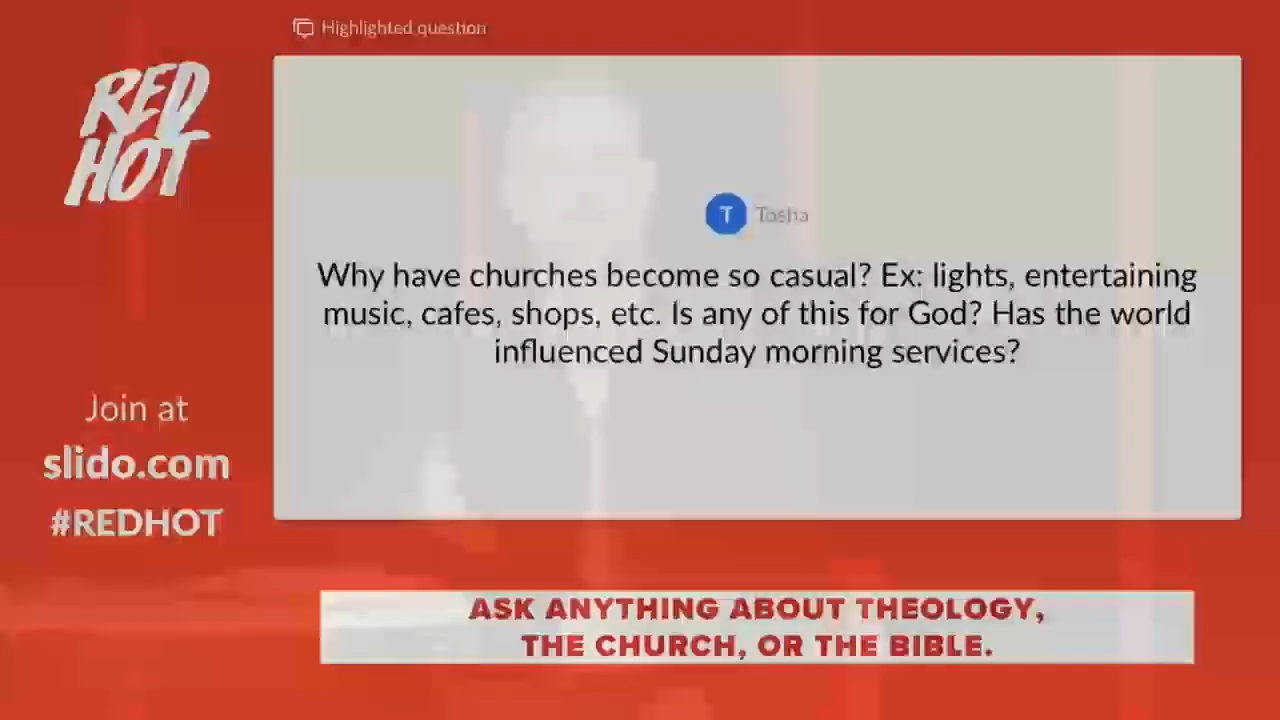 Highlighted question
RED
HOT
T Tosha
Why have churches become so casual? Ex: lights, entertaining
music, cafes, shops, etc. Is any of this for God? Has the world
influenced Sunday morning services?
Join at
slido.com
#REDHOT
ASK ANYTHING ABOUT THEOLOGY,
THE CHURCH, OR THE BIBLE.